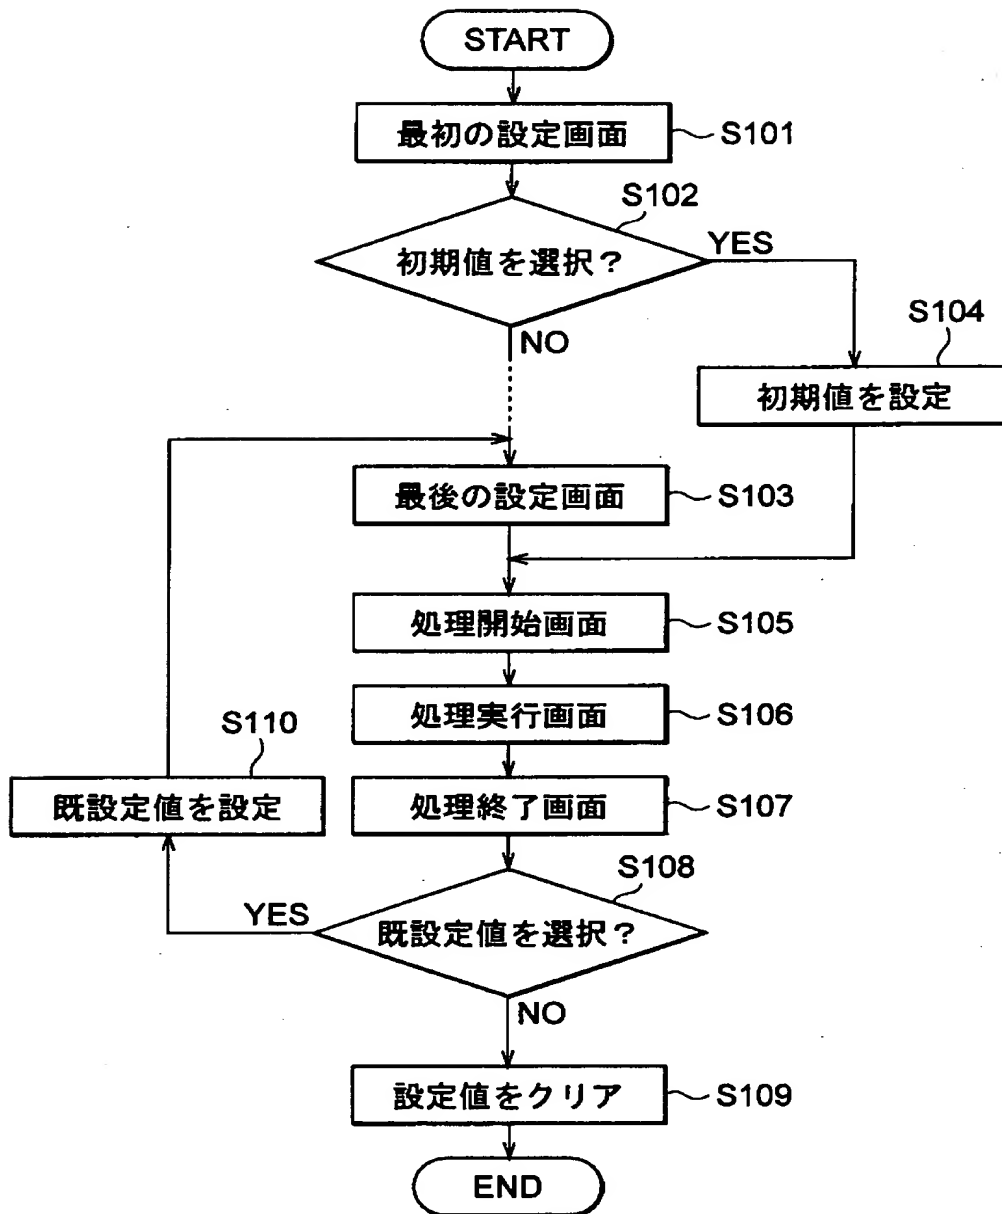 START
最初の設定画面
S101
S102
初期値を選択？
YES
NO
S104
初期値を設定
最後の設定画面
S103
処理開始画面
S105
処理実行画面
S106
S110
既設定値を設定
処理終了画面
S107
S108
YES
既設定値を選択？
NO
設定値をクリア
S109
END